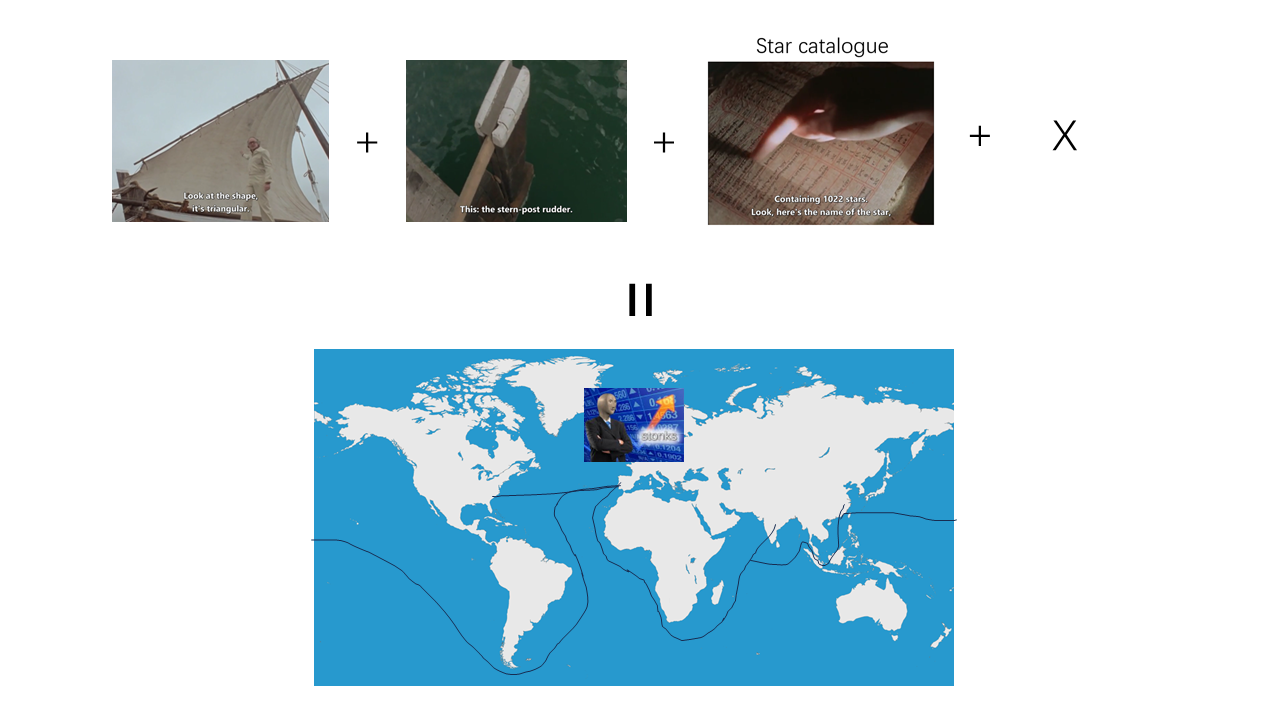 Star catalogue
Look at the shape,
it's triangular.
+
This: the stern-post rudder.
+
Containing 1022 stars.
Look, here's the name of the star,
+
X
=
stonks